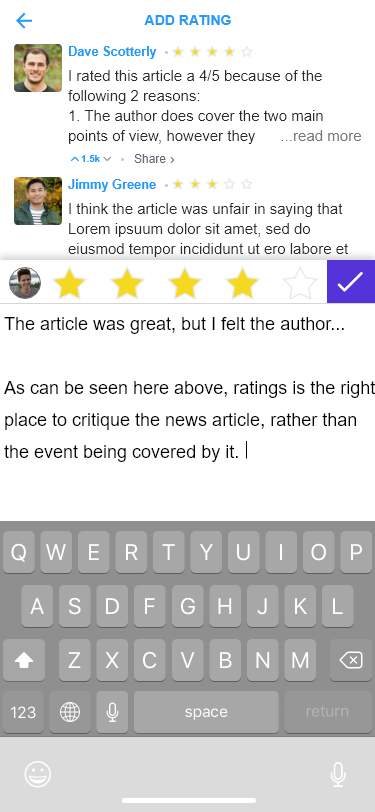 ADD RATING
Dave Scotterly
I rated this article a 4/5 because of the
following 2 reasons:
1. The author does cover the two main
points of view, however they ...read more
1.5k • Share ›
Jimmy Greene
I think the article was unfair in saying that
Lorem ipsum dolor sit amet, sed do
eiusmod tempor incididunt ut ero labore et
The article was great, but I felt the author...
As can be seen here above, ratings is the right
place to critique the news article, rather than
the event being covered by it.
Q W E R T Y U I O P
A S D F G H J K L
Z X C V B N M
123 space return